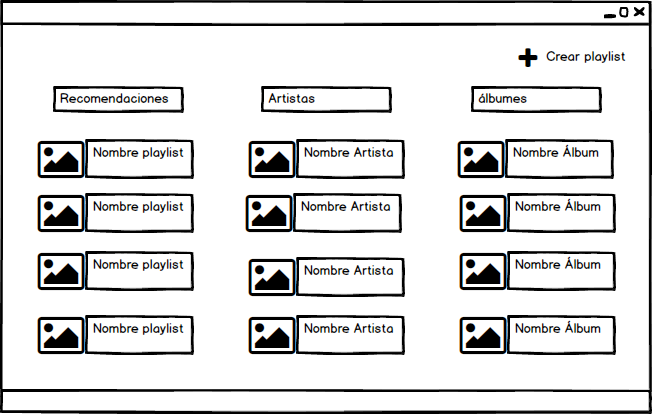 Crear playlist
Recomendaciones
Artistas
álbumes
Nombre playlist
Nombre Artista
Nombre Álbum
Nombre playlist
Nombre Artista
Nombre Álbum
Nombre playlist
Nombre Artista
Nombre Álbum
Nombre playlist
Nombre Artista
Nombre Álbum